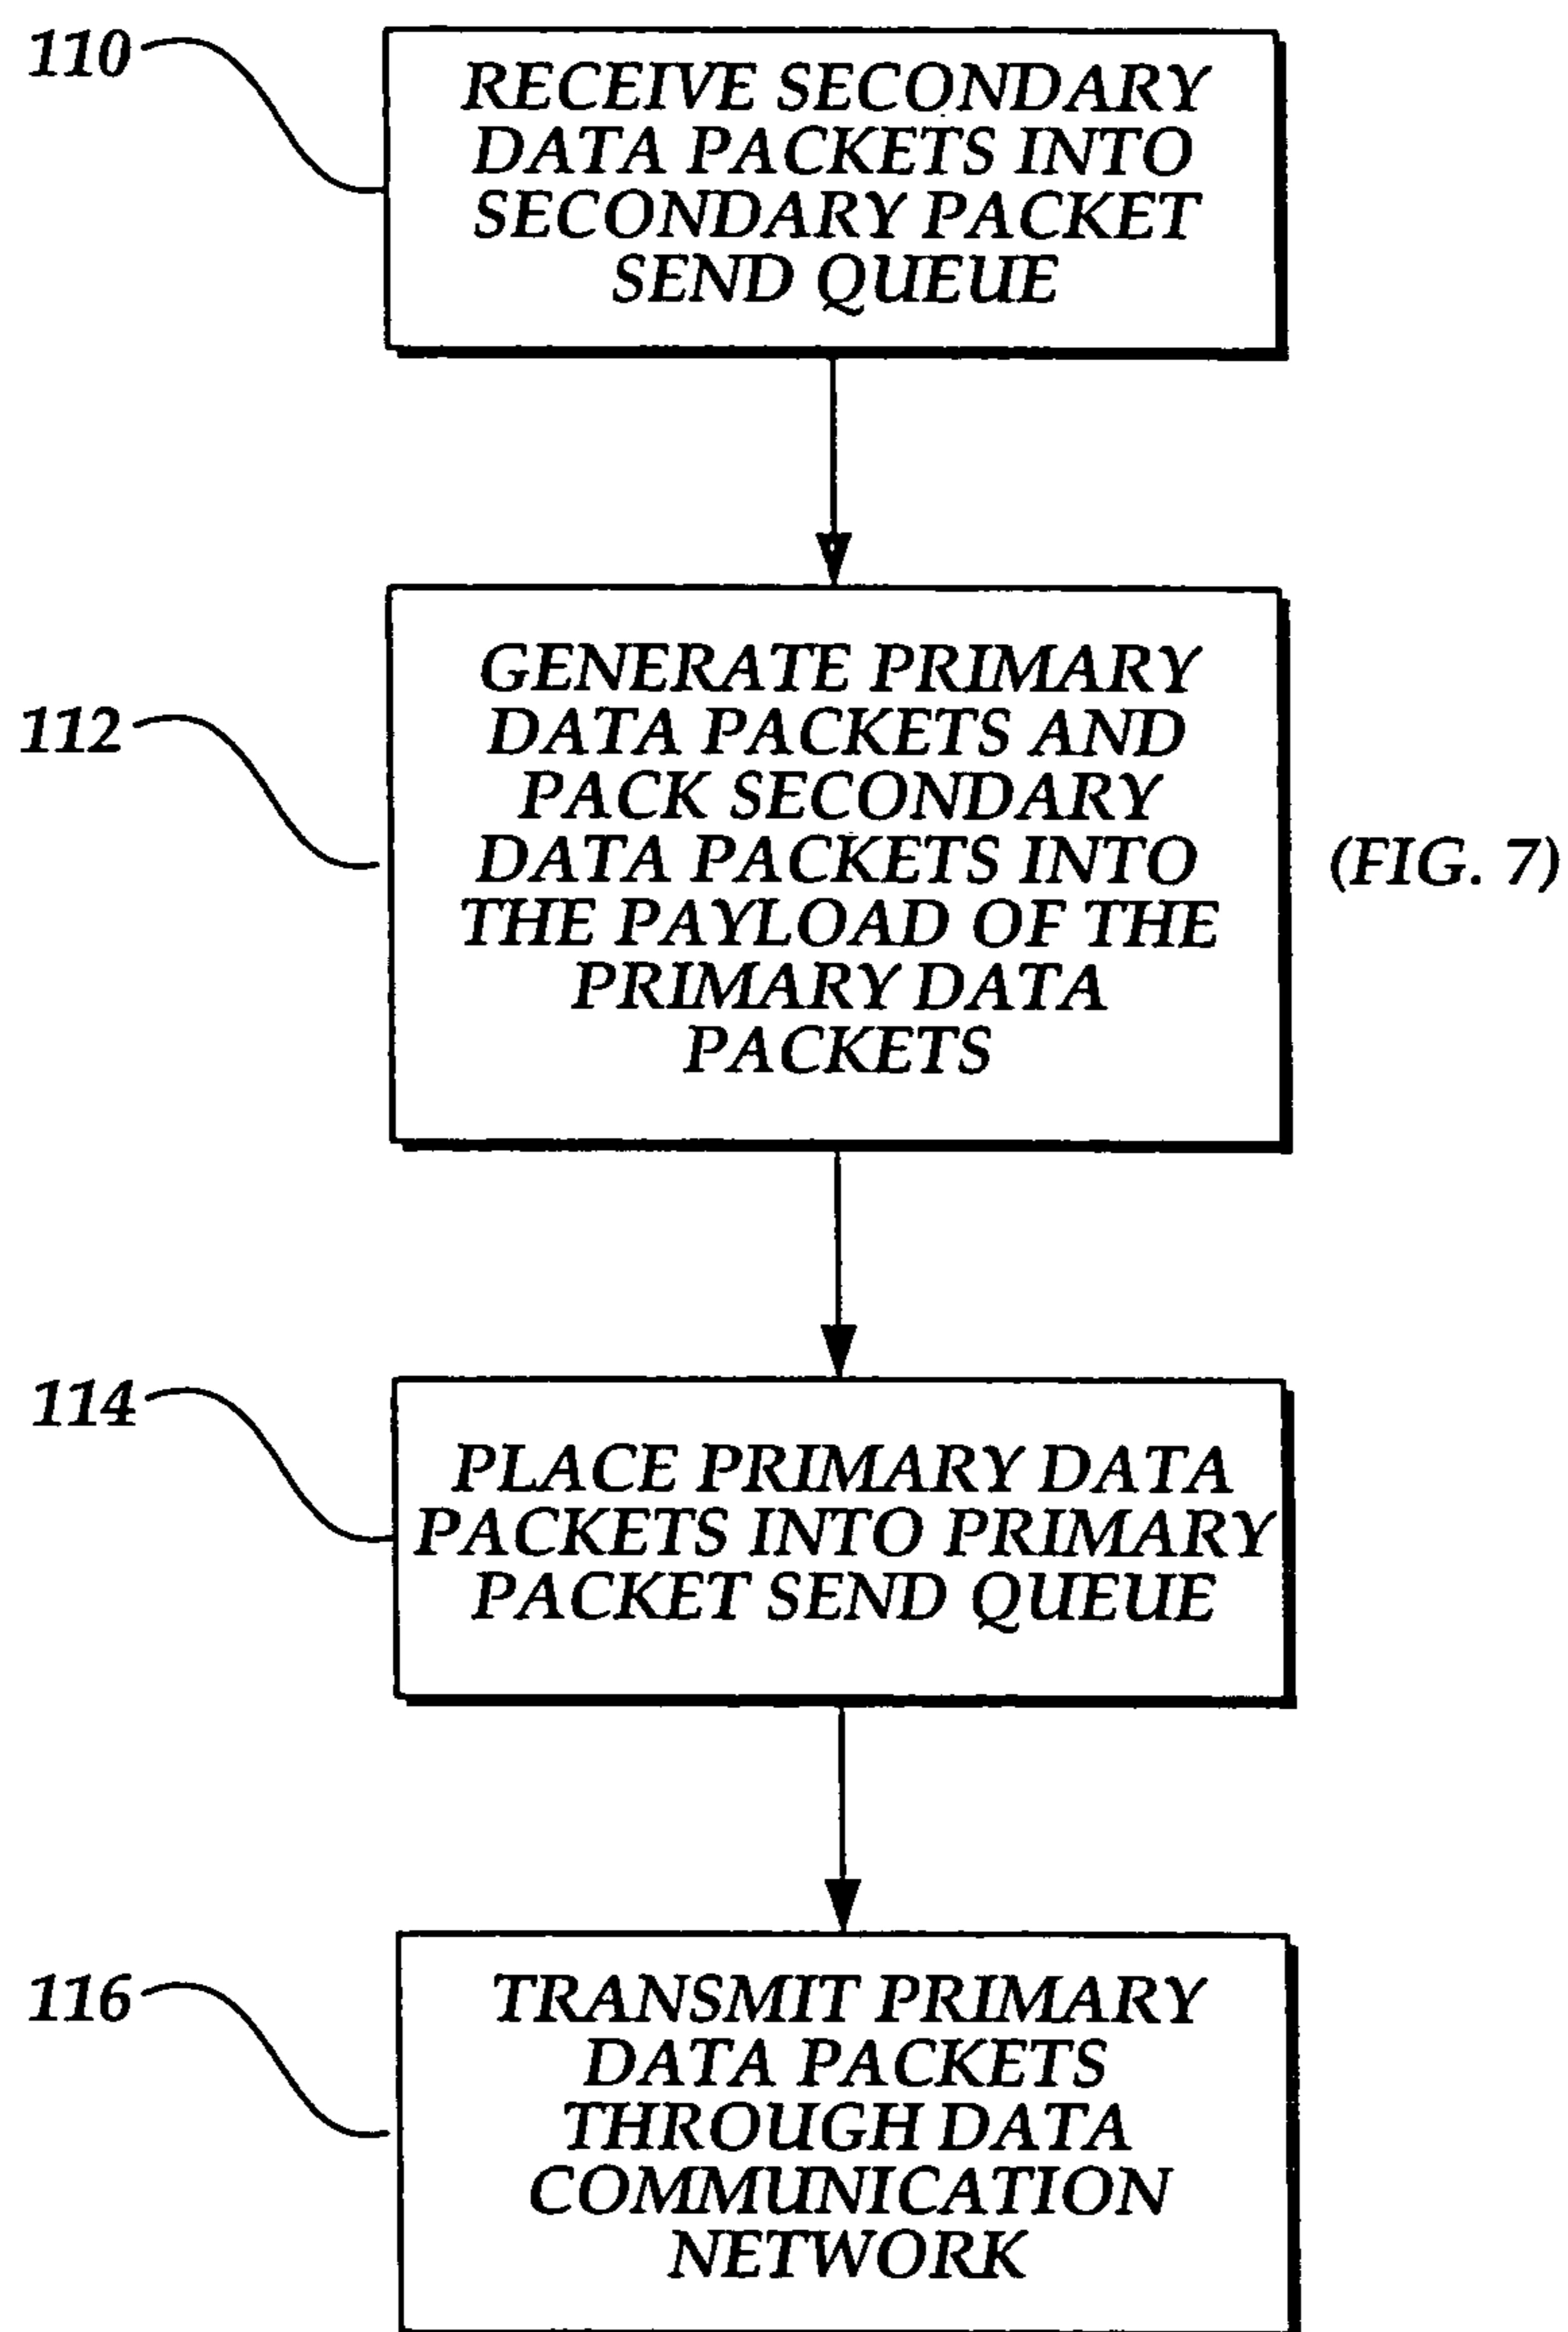 110
RECEIVE SECONDARY
DATA PACKETS INTO
SECONDARY PACKET
SEND QUEUE
112
GENERATE PRIMARY
DATA PACKETS AND
PACK SECONDARY
DATA PACKETS INTO
THE PAYLOAD OF THE
PRIMARY DATA
PACKETS
(FIG. 7)
114
PLACE PRIMARY DATA
PACKETS INTO PRIMARY
PACKET SEND QUEUE
116
TRANSMIT PRIMARY
DATA PACKETS
THROUGH DATA
COMMUNICATION
NETWORK